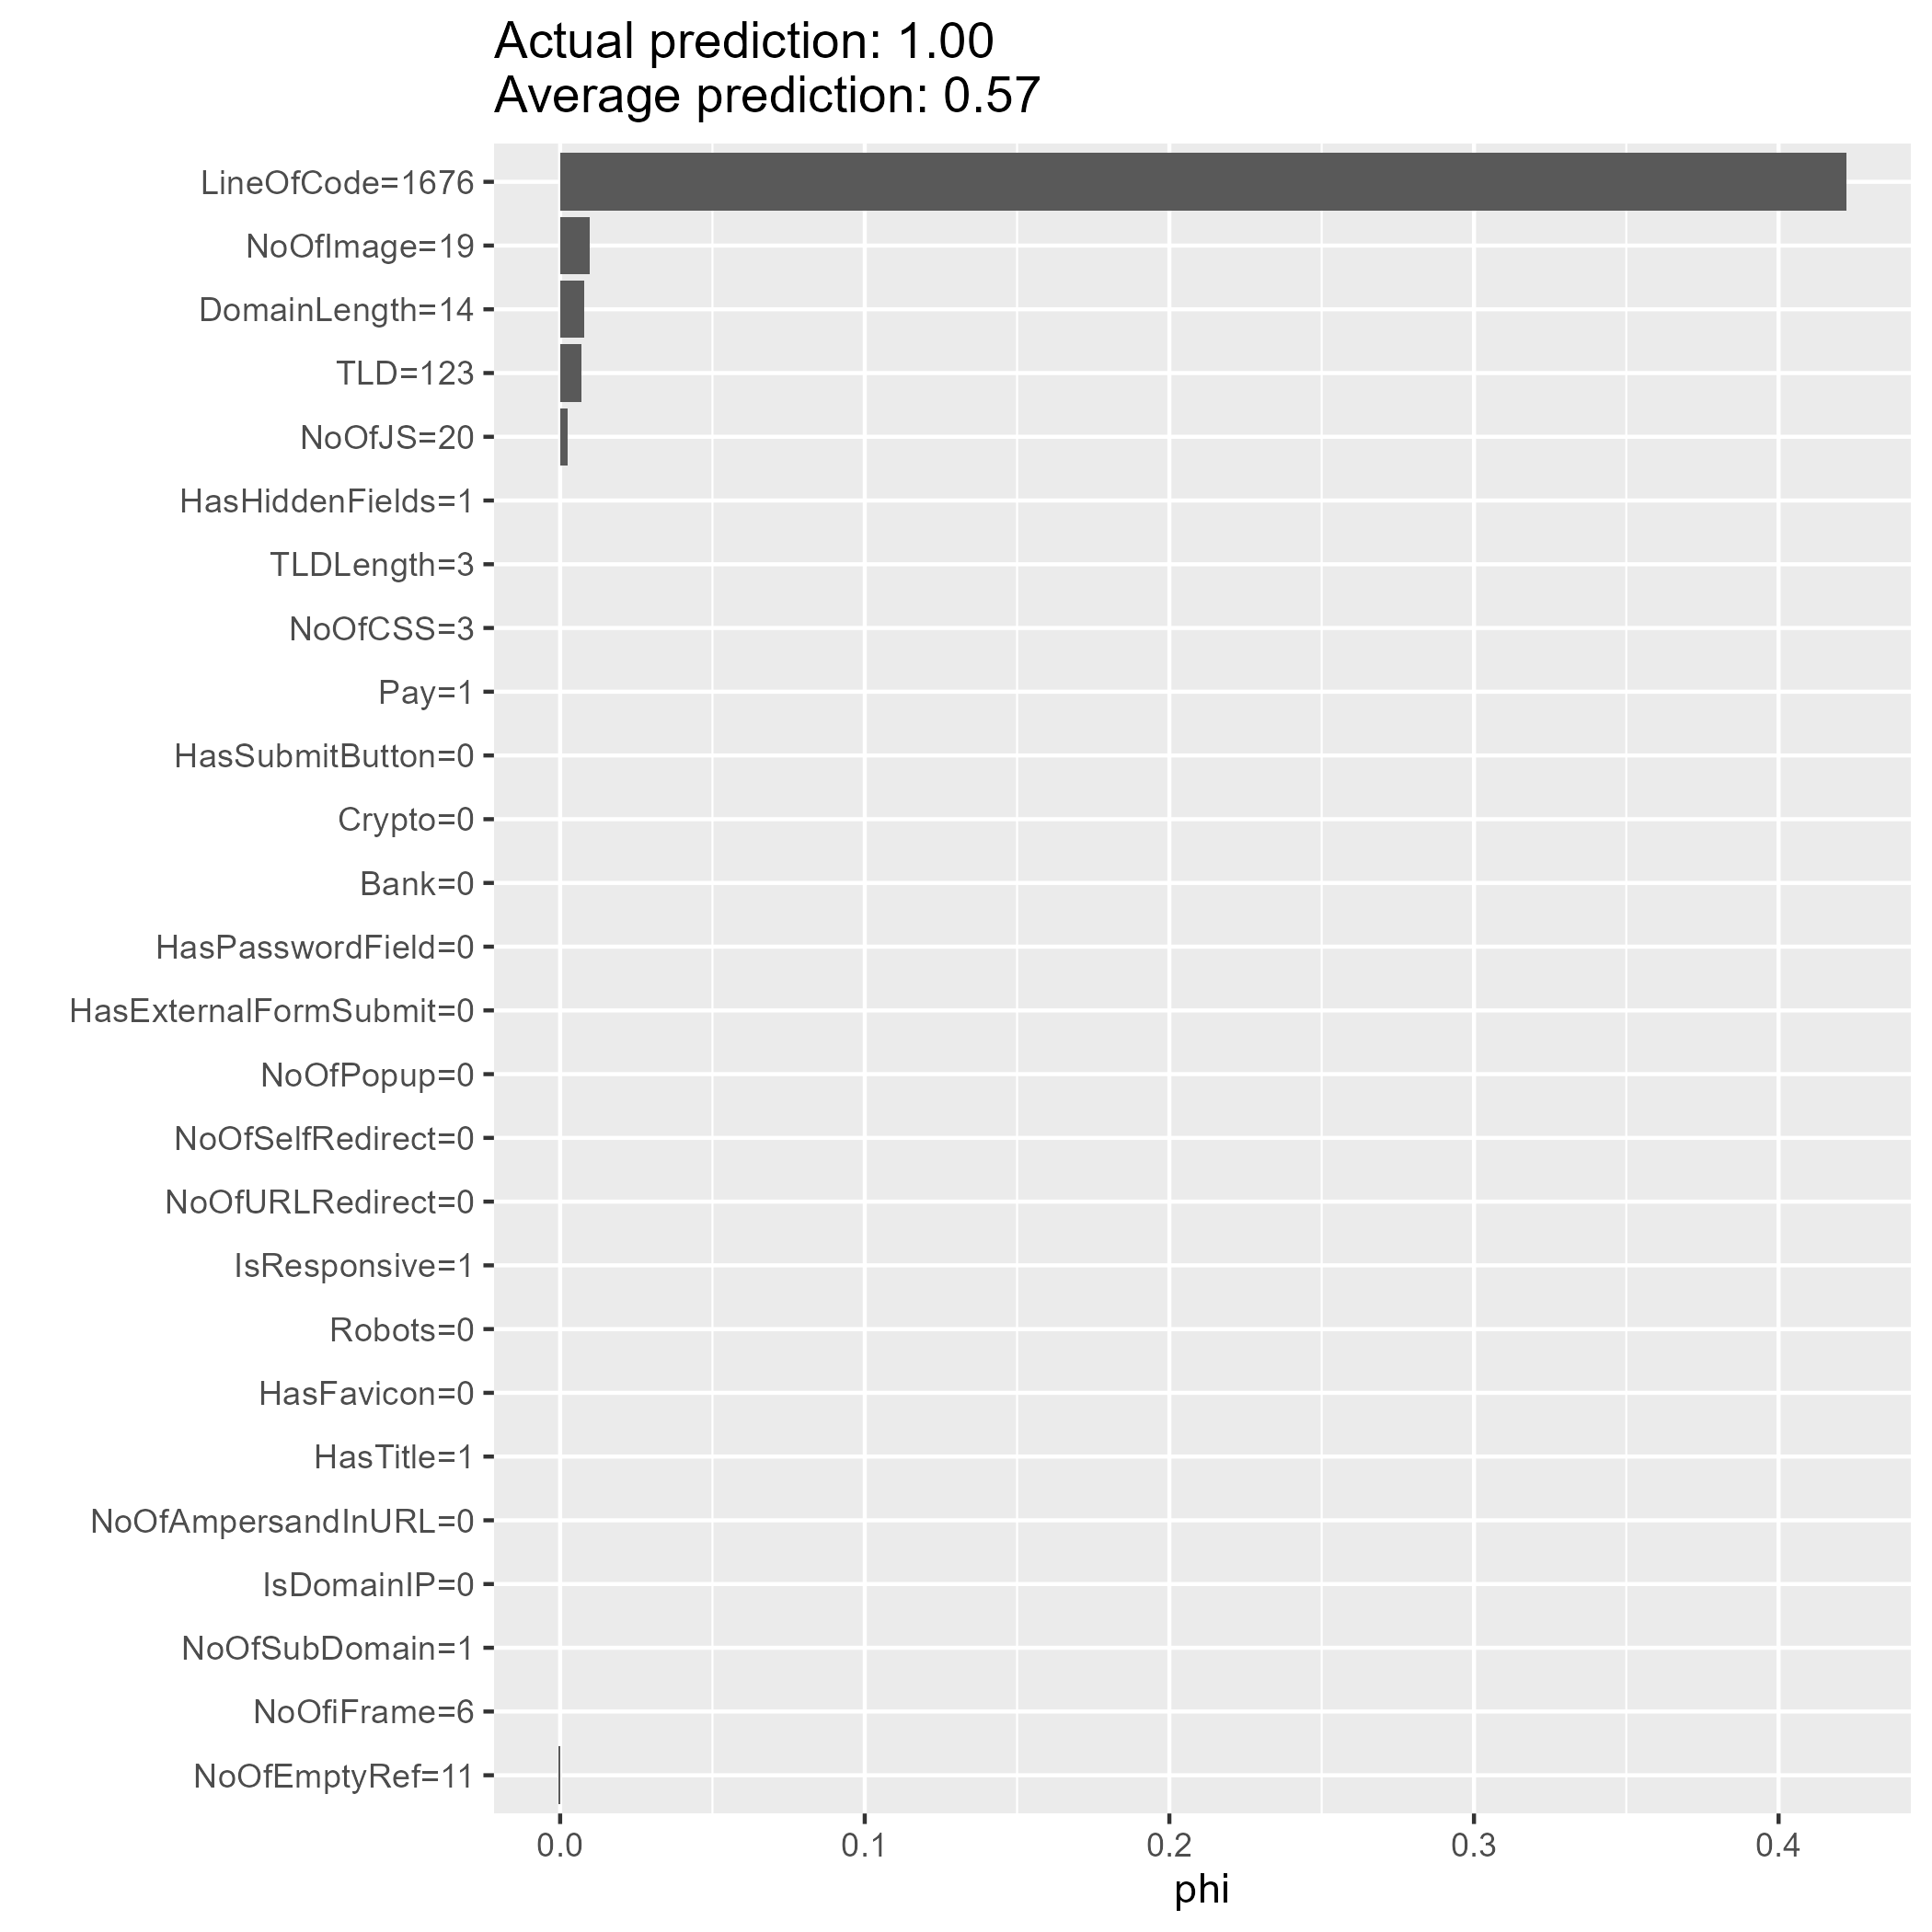 Actual prediction: 1.00
Average prediction: 0.57
LineOfCode=1676
NoOfImage=19
DomainLength=14
TLD=123
NoOfJS=20
HasHiddenFields=1
TLDLength=3
NoOfCSS=3
Pay=1
HasSubmitButton=0
Crypto=0
Bank=0
HasPasswordField=0
HasExternalFormSubmit=0
NoOfPopup=0
NoOfSelfRedirect=0
NoOfURLRedirect=0
IsResponsive=1
Robots=0
HasFavicon=0
HasTitle=1
NoOfAmpersandInURL=0
IsDomainIP=0
NoOfSubDomain=1
NoOfiFrame=6
NoOfEmptyRef=11
0.0 0.1 0.2 0.3 0.4
phi